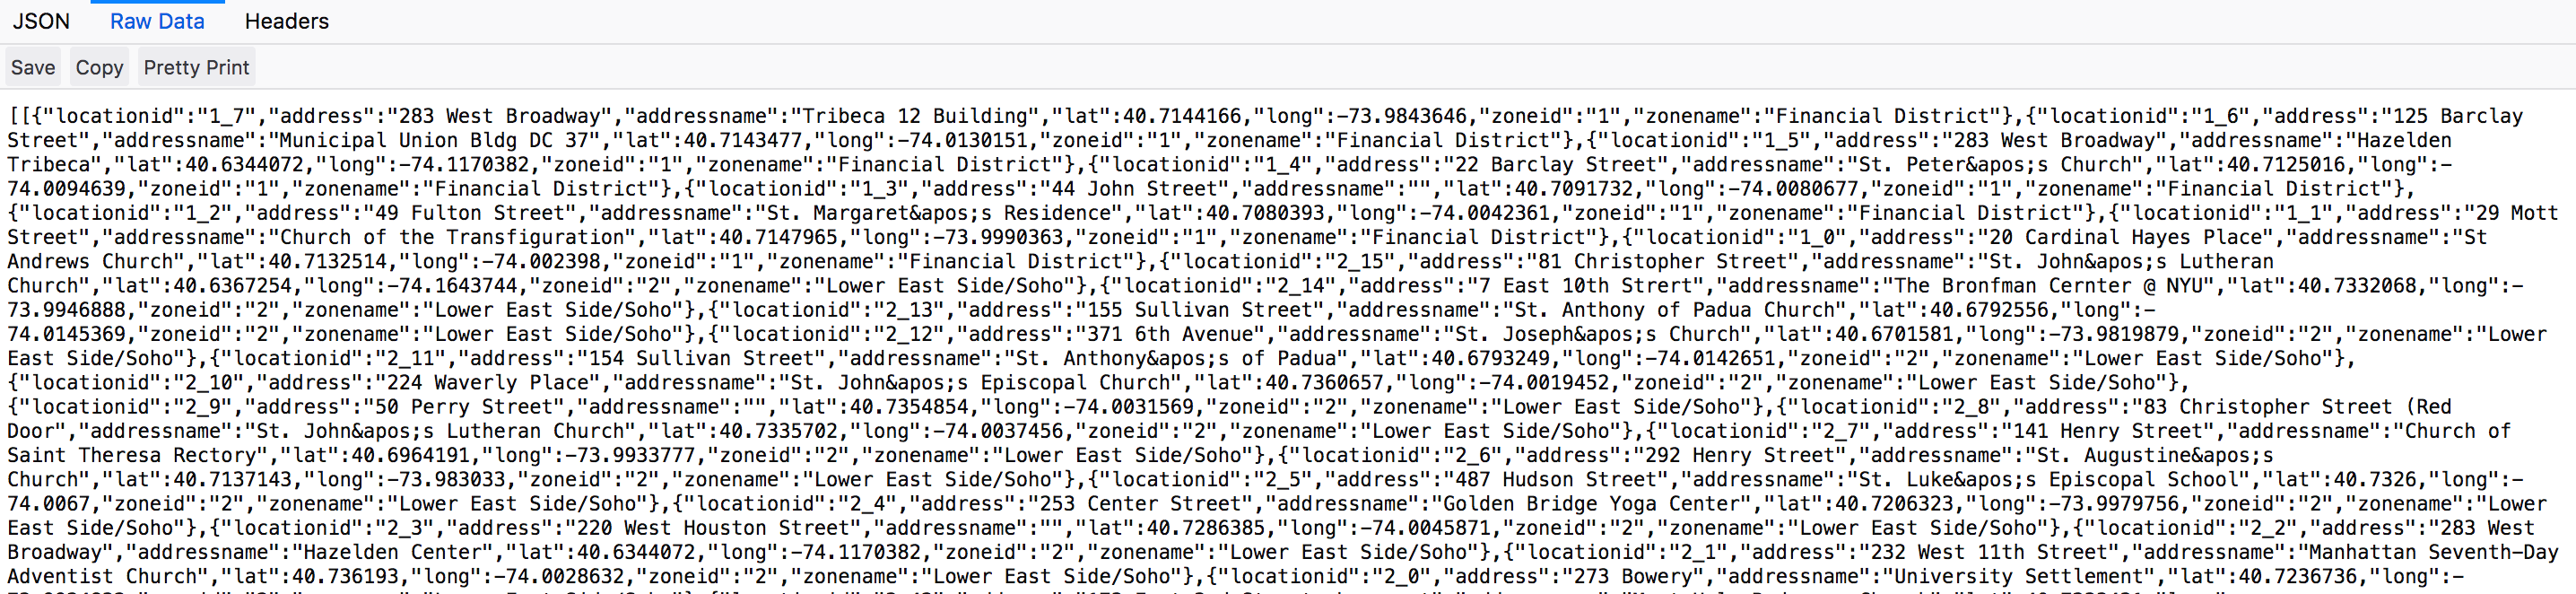 JSON Raw Data Headers
Save Copy Pretty Print
[[{"locationid":"1_7","address":"283 West Broadway","addressname":"Tribeca 12 Building","lat":40.7144166,"long":-73.9843646,"zoneid":"1","zonename":"Financial District"},{"locationid":"1_6","address":"125 Barclay
Street","addressname":"Municipal Union Bldg DC 37","lat":40.7143477,"long":-74.0130151,"zoneid":"1","zonename":"Financial District"},{"locationid":"1_5","address":"283 West Broadway","addressname":"Hazelden
Tribeca","lat":40.6344072,"long":-74.1170382,"zoneid":"1","zonename":"Financial District"},{"locationid":"1_4","address":"22 Barclay Street","addressname":"St. Peter&apos;s Church","lat":40.7125016,"long":-
74.0094639,"zoneid":"1","zonename":"Financial District"},{"locationid":"1_3","address":"44 John Street","addressname":"","lat":40.7091732,"long":-74.0080677,"zoneid":"1","zonename":"Financial District"},
{"locationid":"1_2","address":"49 Fulton Street","addressname":"St. Margaret&apos;s Residence","lat":40.7080393,"long":-74.0042361,"zoneid":"1","zonename":"Financial District"},{"locationid":"1_1","address":"29 Mott
Street","addressname":"Church of the Transfiguration","lat":40.7147965,"long":-73.9990363,"zoneid":"1","zonename":"Financial District"},{"locationid":"1_0","address":"20 Cardinal Hayes Place","addressname":"St
Andrews Church","lat":40.7132514,"long":-74.002398,"zoneid":"1","zonename":"Financial District"},{"locationid":"2_15","address":"81 Christopher Street","addressname":"St. John&apos;s Lutheran
Church","lat":40.6367254,"long":-74.1643744,"zoneid":"2","zonename":"Lower East Side/Soho"},{"locationid":"2_14","address":"7 East 10th Strert","addressname":"The Bronfman Cernter @ NYU","lat":40.7332068,"long":-
73.9946888,"zoneid":"2","zonename":"Lower East Side/Soho"},{"locationid":"2_13","address":"155 Sullivan Street","addressname":"St. Anthony of Padua Church","lat":40.6792556,"long":-
74.0145369,"zoneid":"2","zonename":"Lower East Side/Soho"},{"locationid":"2_12","address":"371 6th Avenue","addressname":"St. Joseph&apos;s Church","lat":40.6701581,"long":-73.9819879,"zoneid":"2","zonename":"Lower
East Side/Soho"},{"locationid":"2_11","address":"154 Sullivan Street","addressname":"St. Anthony&apos;s of Padua","lat":40.6793249,"long":-74.0142651,"zoneid":"2","zonename":"Lower East Side/Soho"},
{"locationid":"2_10","address":"224 Waverly Place","addressname":"St. John&apos;s Episcopal Church","lat":40.7360657,"long":-74.0019452,"zoneid":"2","zonename":"Lower East Side/Soho"},
{"locationid":"2_9","address":"50 Perry Street","addressname":"","lat":40.7354854,"long":-74.0031569,"zoneid":"2","zonename":"Lower East Side/Soho"},{"locationid":"2_8","address":"83 Christopher Street (Red
Door","addressname":"St. John&apos;s Lutheran Church","lat":40.7335702,"long":-74.0037456,"zoneid":"2","zonename":"Lower East Side/Soho"},{"locationid":"2_7","address":"141 Henry Street","addressname":"Church of
Saint Theresa Rectory","lat":40.6964191,"long":-73.9933777,"zoneid":"2","zonename":"Lower East Side/Soho"},{"locationid":"2_6","address":"292 Henry Street","addressname":"St. Augustine&apos;s
Church","lat":40.7137143,"long":-73.983033,"zoneid":"2","zonename":"Lower East Side/Soho"},{"locationid":"2_5","address":"487 Hudson Street","addressname":"St. Luke&apos;s Episcopal School","lat":40.7326,"long":-
74.0067,"zoneid":"2","zonename":"Lower East Side/Soho"},{"locationid":"2_4","address":"253 Center Street","addressname":"Golden Bridge Yoga Center","lat":40.7206323,"long":-73.9979756,"zoneid":"2","zonename":"Lower
East Side/Soho"},{"locationid":"2_3","address":"220 West Houston Street","addressname":"","lat":40.7286385,"long":-74.0045871,"zoneid":"2","zonename":"Lower East Side/Soho"},{"locationid":"2_2","address":"283 West
Broadway","addressname":"Hazelden Center","lat":40.6344072,"long":-74.1170382,"zoneid":"2","zonename":"Lower East Side/Soho"},{"locationid":"2_1","address":"232 West 11th Street","addressname":"Manhattan Seventh-Day
Adventist Church","lat":40.736193,"long":-74.0028632,"zoneid":"2","zonename":"Lower East Side/Soho"},{"locationid":"2_0","address":"273 Bowery","addressname":"University Settlement","lat":40.7236736,"long":-